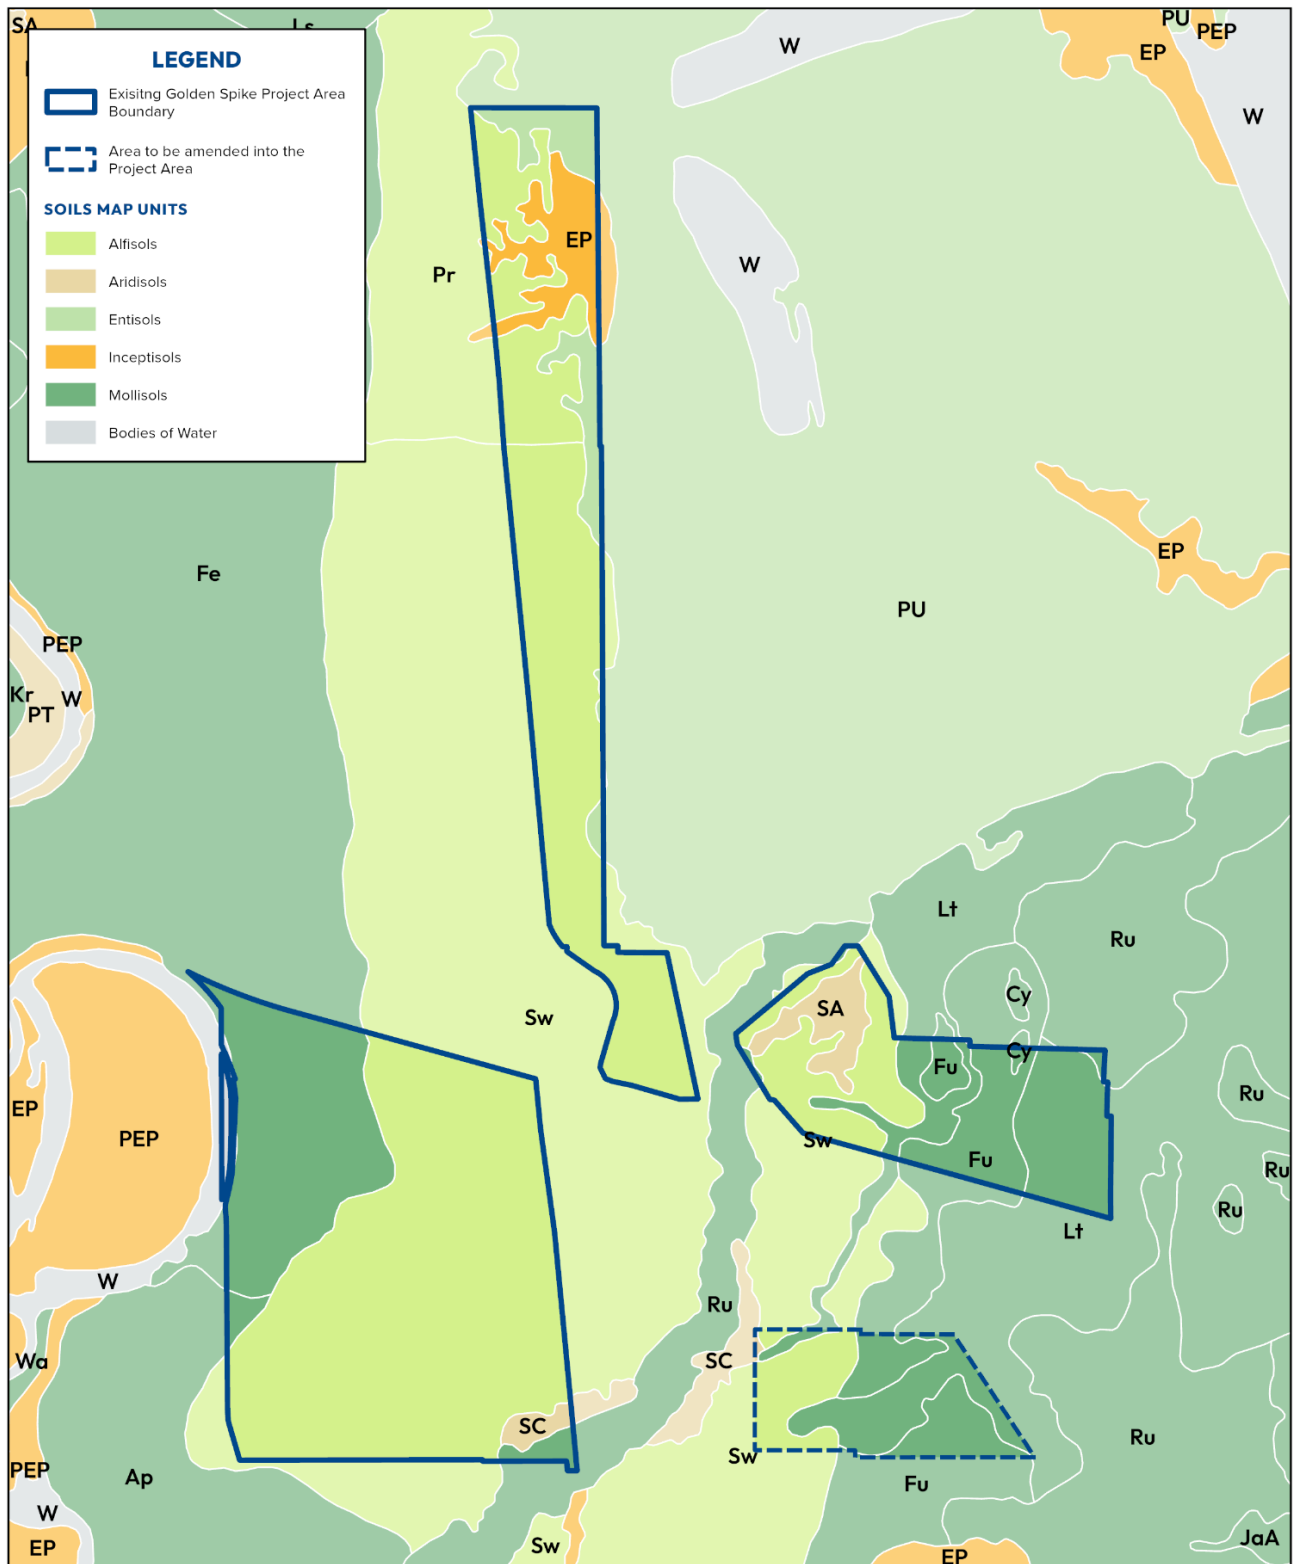 SA
Ls
PU
PEP
W
EP
W
LEGEND
Exisitng Golden Spike Project Area
Boundary
Area to be amended into the
Project Area
SOILS MAP UNITS
Alfisols
Aridisols
Entisols
Inceptisols
Mollisols
Bodies of Water
EP
W
Pr
EP
Fe
PU
PEP
Kr
W
PT
Lt
Ru
Cy
SA
Sw
Cy
Fu
Ru
EP
PEP
Sw
Fu
Ru
Ru
Lt
W
Ru
Wa
SC
SC
Ru
Sw
PEP
Ap
Fu
W
JaA
EP
Sw
EP